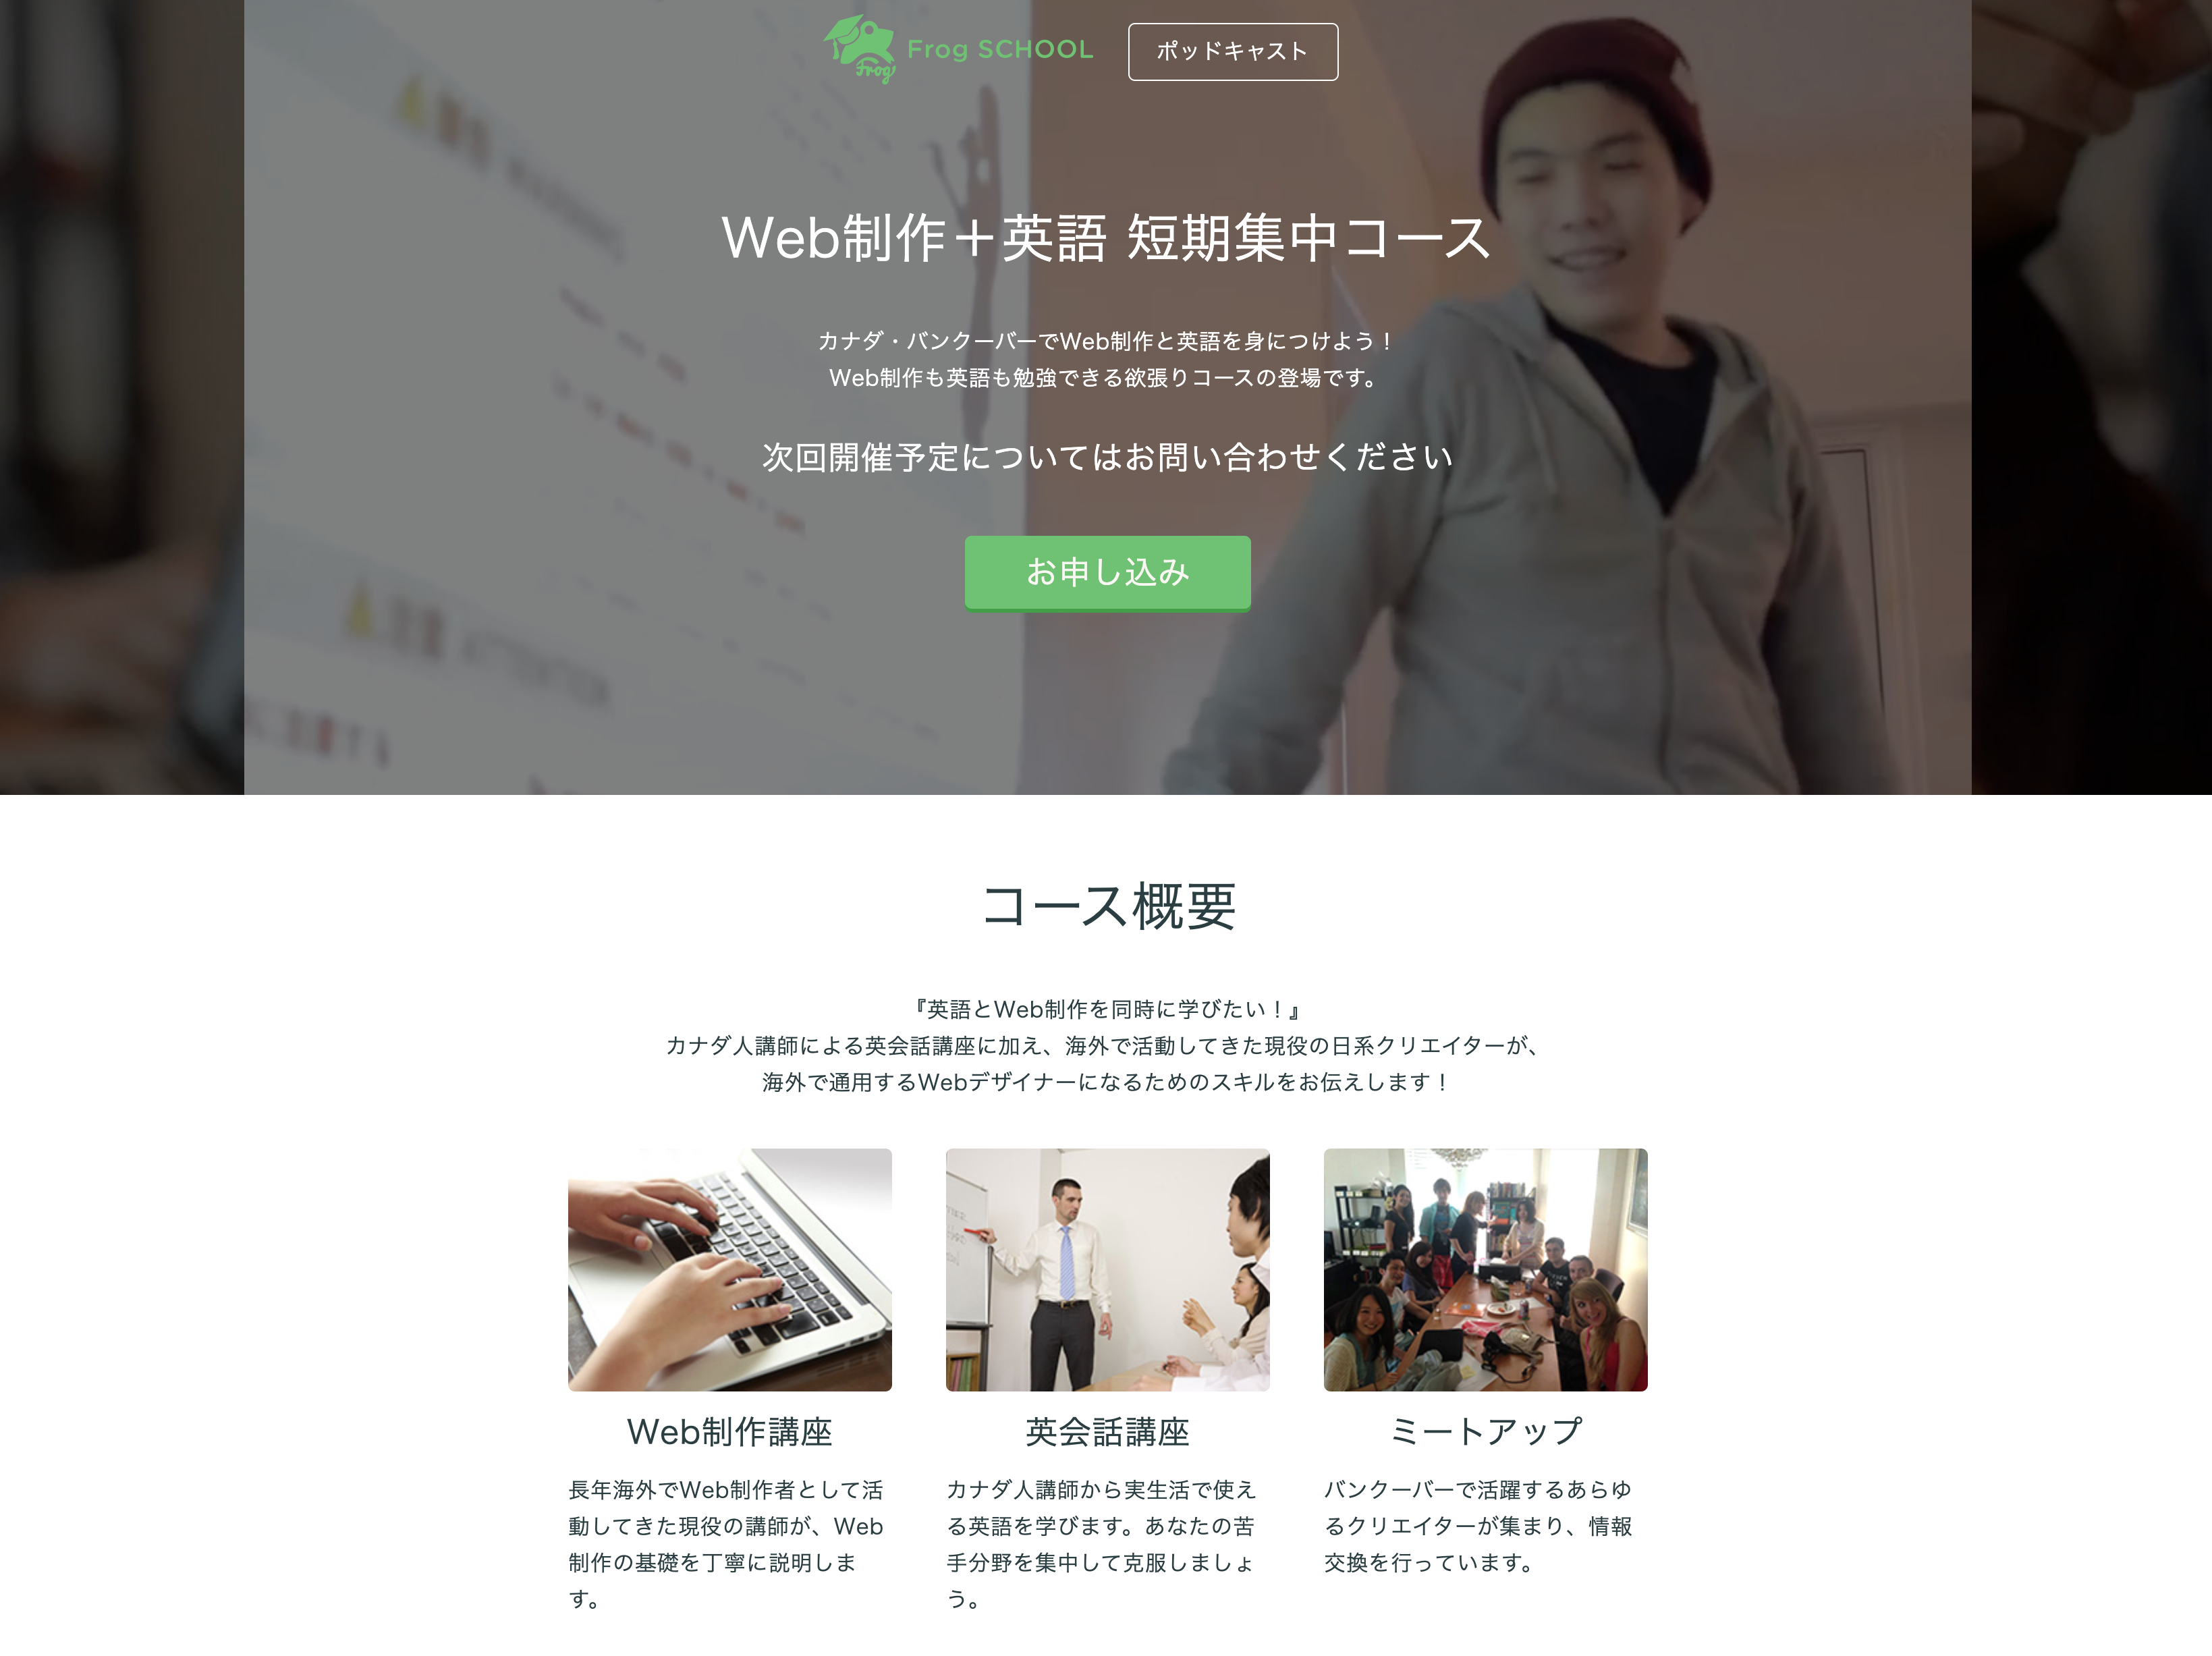 Frog
Frog SCHOOL
ポッドキャスト
Web制作＋英語 短期集中コース
カナダ・バンクーバーでWeb制作と英語を身につけよう！
Web制作も英語も勉強できる欲張りコースの登場です。
次回開催予定についてはお問い合わせください
お申し込み
コース概要
『英語とWeb制作を同時に学びたい！』
カナダ人講師による英会話講座に加え、海外で活動してきた現役の日系クリエイターが、
海外で通用するWebデザイナーになるためのスキルをお伝えします！
Web制作講座
長年海外でWeb制作者として活
動してきた現役の講師が、Web
制作の基礎を丁寧に説明しま
す。
英会話講座
カナダ人講師から実生活で使え
る英語を学びます。あなたの苦
手分野を集中して克服しましょ
う。
ミートアップ
バンクーバーで活躍するあらゆ
るクリエイターが集まり、情報
交換を行っています。